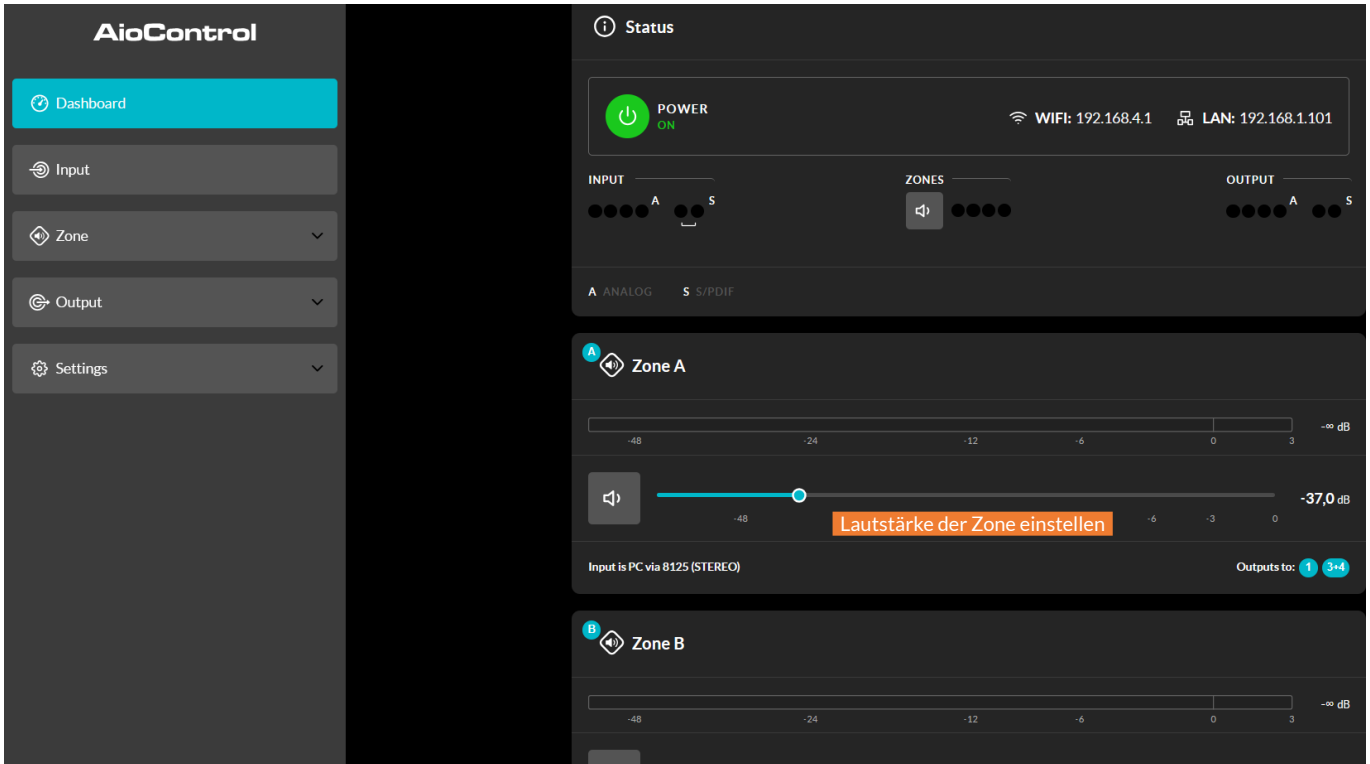 AioControl
Dashboard
Input
Zone
Output
Settings
Status
POWER
ON
WIFI: 192.168.4.1 LAN: 192.168.1.101
INPUT ZONES OUTPUT
A S A S
A ANALOG S S/PDIF
A
Zone A
-48 -24 -12 -6 0 3
-∞ dB
-37,0 dB
-48 -6 -3 0
Lautstärke der Zone einstellen
Input is PC via 8125 (STEREO) Outputs to: 1 3+4
B
Zone B
-48 -24 -12 -6 0 3
-∞ dB